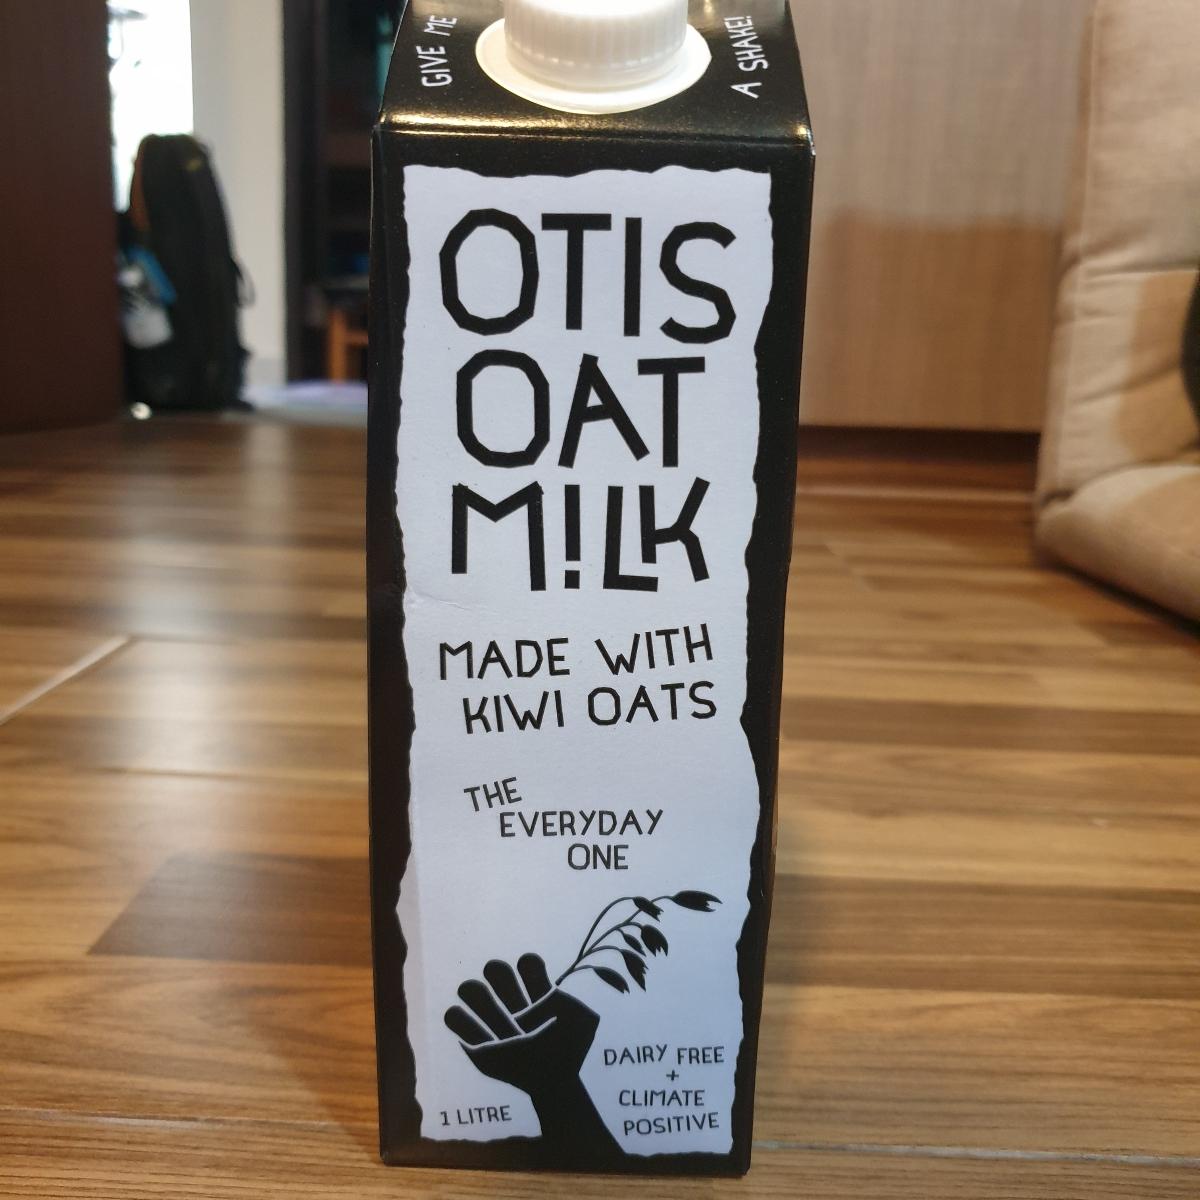 GIVE ME
A SHAKE!
OTIS
OAT
M!LK
MADE WITH
KIWI OATS
THE
EVERYDAY
ONE
DAIRY FREE
+
CLIMATE
POSITIVE
1 LITRE